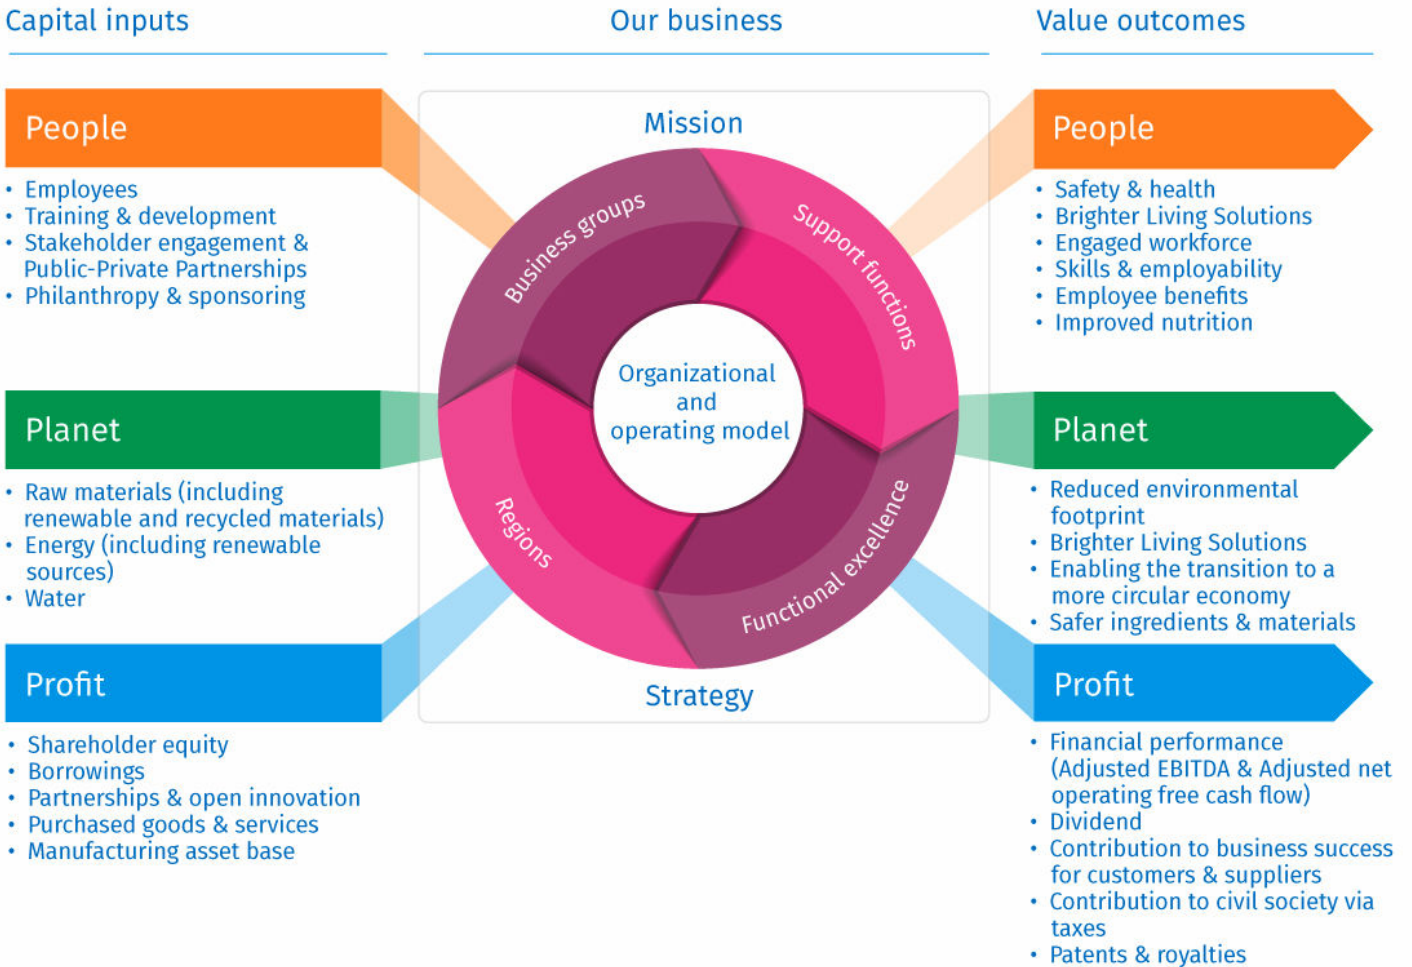 Capital inputs
People
• Employees
• Training & development
• Stakeholder engagement &
Public-Private Partnerships
• Philanthropy & sponsoring
Planet
• Raw materials (including
renewable and recycled materials)
• Energy (including renewable
sources)
• Water
Profit
• Shareholder equity
• Borrowings
• Partnerships & open innovation
• Purchased goods & services
• Manufacturing asset base
Our business
Mission
Business groups
Support functions
Organizational
and
operating model
Regions
Functional excellence
Strategy
Value outcomes
People
• Safety & health
• Brighter Living Solutions
• Engaged workforce
• Skills & employability
• Employee benefits
• Improved nutrition
Planet
• Reduced environmental
footprint
• Brighter Living Solutions
• Enabling the transition to a
more circular economy
• Safer ingredients & materials
Profit
• Financial performance
(Adjusted EBITDA & Adjusted net
operating free cash flow)
• Dividend
• Contribution to business success
for customers & suppliers
• Contribution to civil society via
taxes
• Patents & royalties